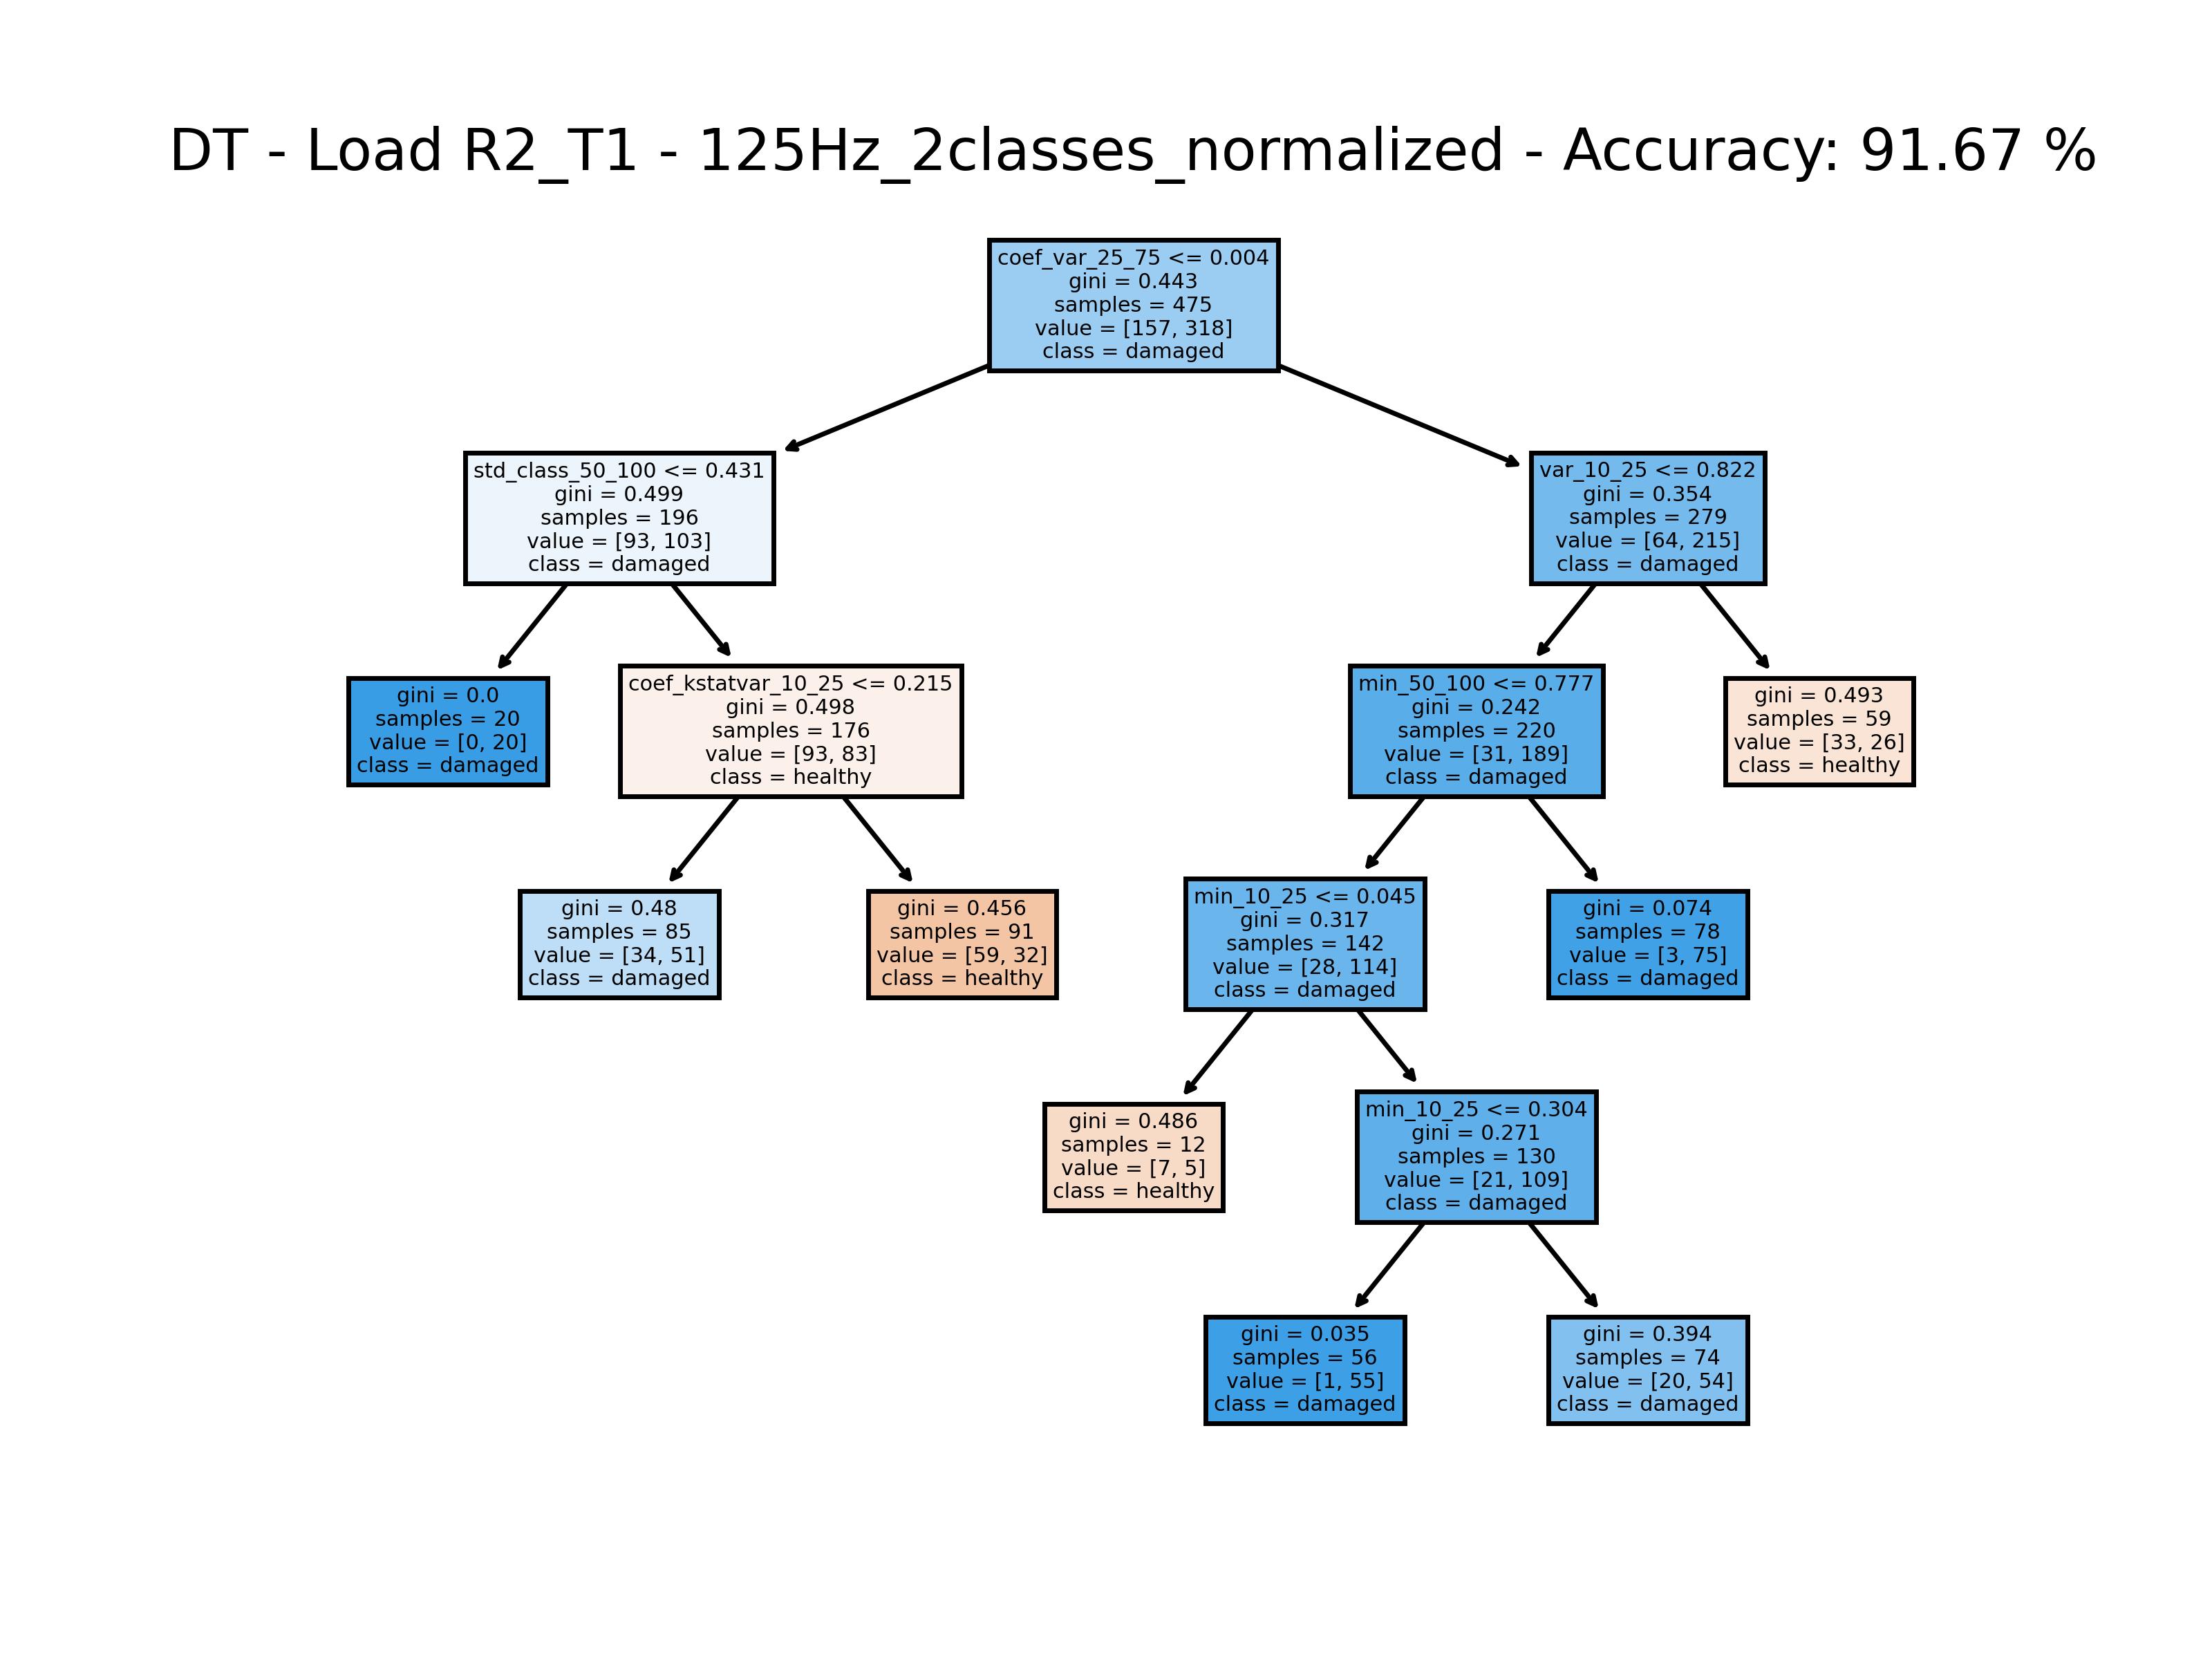 DT - Load R2_T1 - 125Hz_2classes_normalized - Accuracy: 91.67 %
coef_var_25_75 <= 0.004
gini = 0.443
samples = 475
value = [157, 318]
class = damaged
std_class_50_100 <= 0.431
gini = 0.499
samples = 196
value = [93, 103]
class = damaged
var_10_25 <= 0.822
gini = 0.354
samples = 279
value = [64, 215]
class = damaged
gini = 0.0
samples = 20
value = [0, 20]
class = damaged
coef_kstatvar_10_25 <= 0.215
gini = 0.498
samples = 176
value = [93, 83]
class = healthy
min_50_100 <= 0.777
gini = 0.242
samples = 220
value = [31, 189]
class = damaged
gini = 0.493
samples = 59
value = [33, 26]
class = healthy
gini = 0.48
samples = 85
value = [34, 51]
class = damaged
gini = 0.456
samples = 91
value = [59, 32]
class = healthy
min_10_25 <= 0.045
gini = 0.317
samples = 142
value = [28, 114]
class = damaged
gini = 0.074
samples = 78
value = [3, 75]
class = damaged
gini = 0.486
samples = 12
value = [7, 5]
class = healthy
min_10_25 <= 0.304
gini = 0.271
samples = 130
value = [21, 109]
class = damaged
gini = 0.035
samples = 56
value = [1, 55]
class = damaged
gini = 0.394
samples = 74
value = [20, 54]
class = damaged